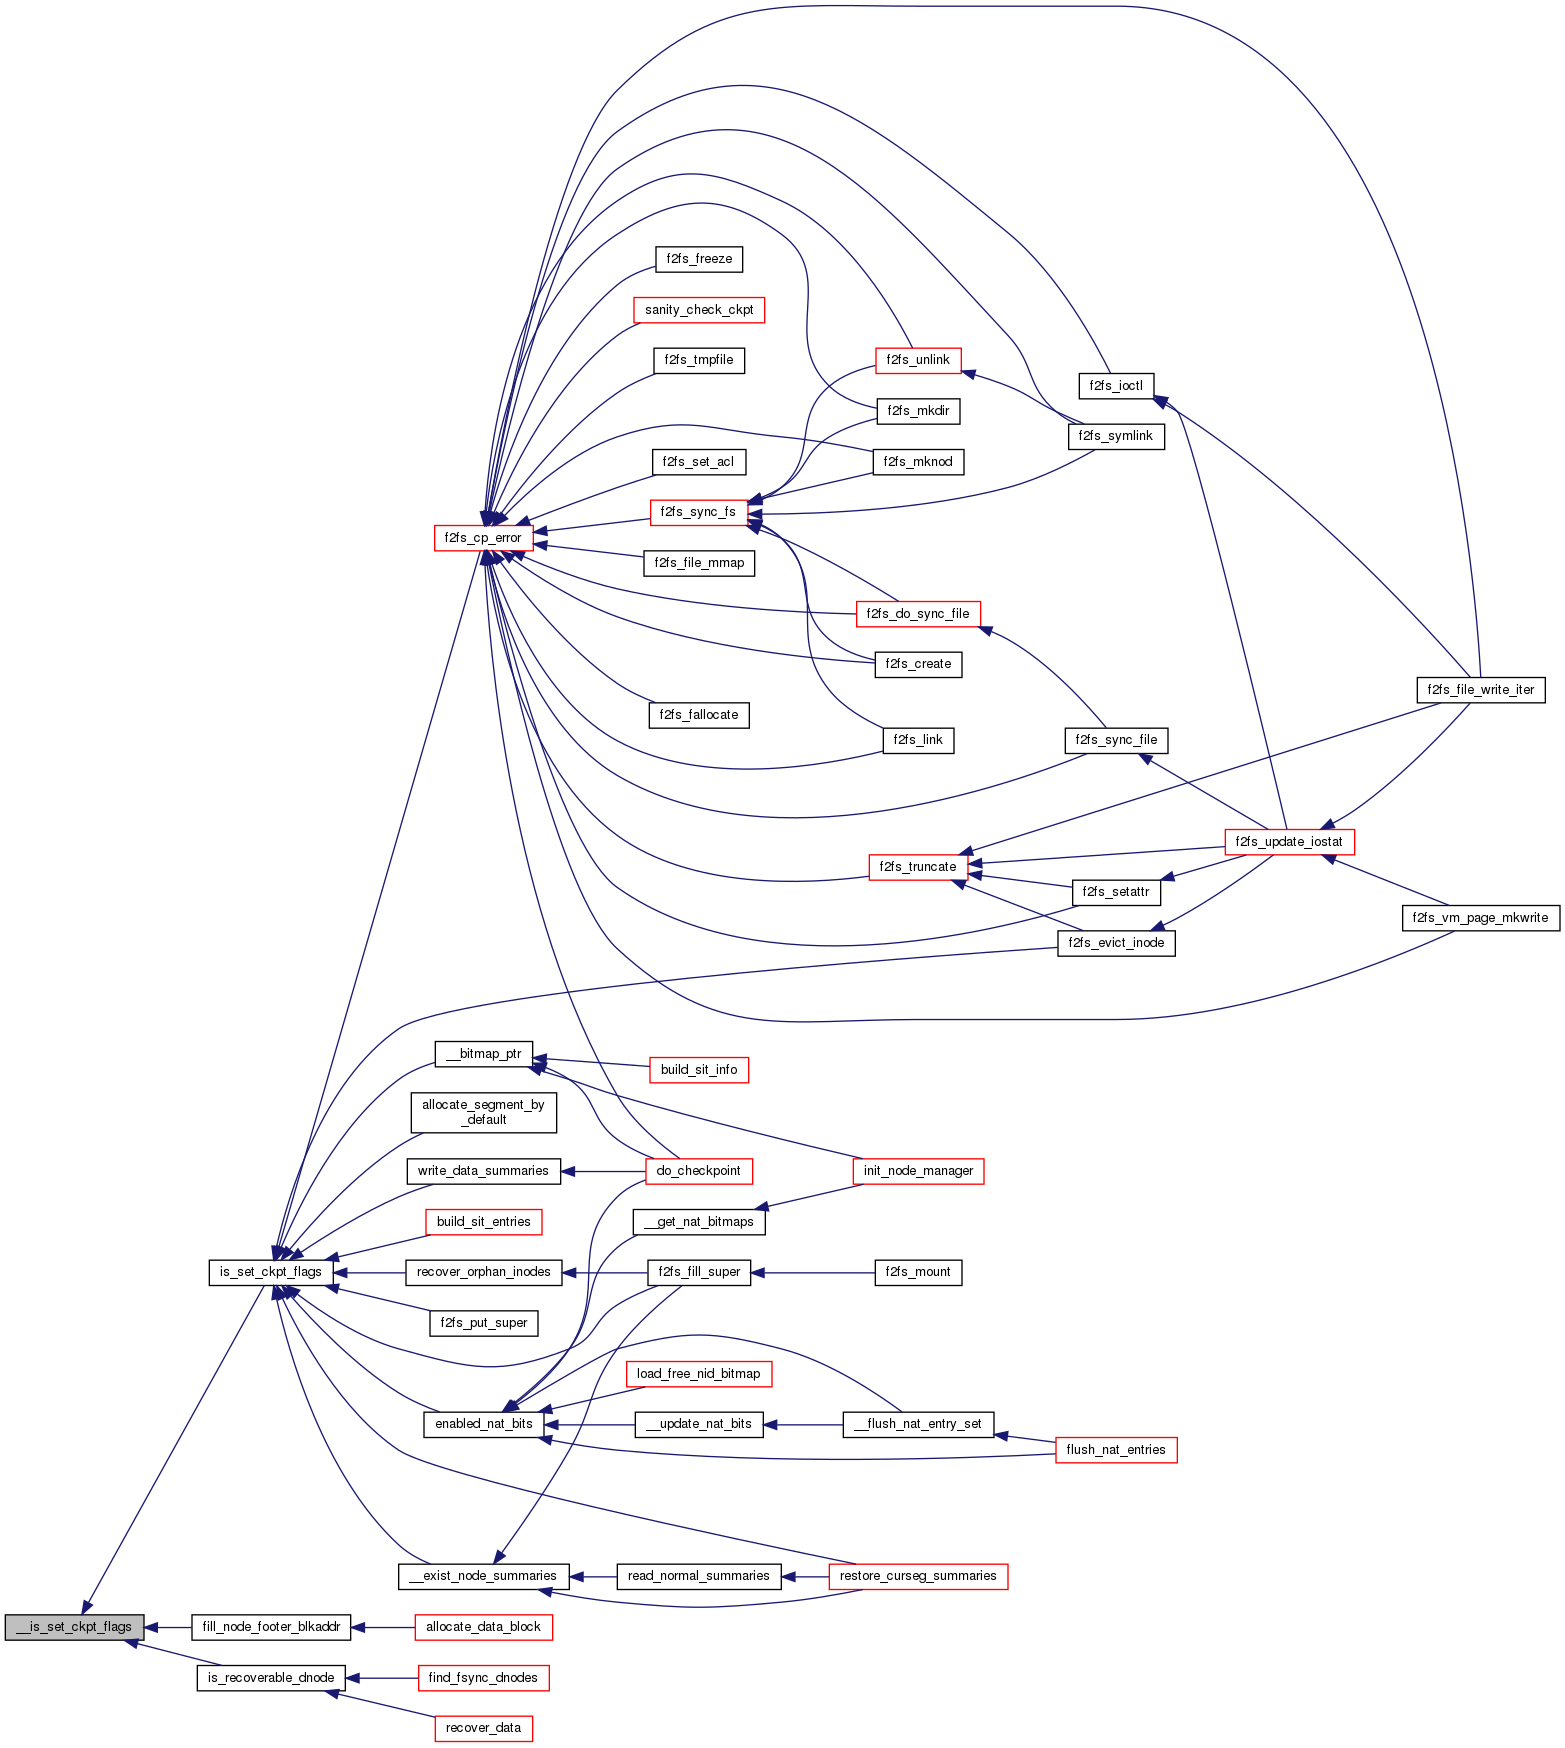 f2fs_freeze
sanity_check_ckpt
f2fs_tmpfile
f2fs_unlink
f2fs_ioctl
f2fs_mkdir
f2fs_symlink
f2fs_set_acl
f2fs_mknod
f2fs_sync_fs
f2fs_cp_error
f2fs_file_mmap
f2fs_do_sync_file
f2fs_create
f2fs_file_write_iter
f2fs_fallocate
f2fs_link
f2fs_sync_file
f2fs_update_iostat
f2fs_truncate
f2fs_setattr
f2fs_vm_page_mkwrite
f2fs_evict_inode
__bitmap_ptr
build_sit_info
allocate_segment_by
_default
write_data_summaries
do_checkpoint
init_node_manager
build_sit_entries
__get_nat_bitmaps
is_set_ckpt_flags
recover_orphan_inodes
f2fs_fill_super
f2fs_mount
f2fs_put_super
load_free_nid_bitmap
enabled_nat_bits
__update_nat_bits
__flush_nat_entry_set
flush_nat_entries
__exist_node_summaries
read_normal_summaries
restore_curseg_summaries
__is_set_ckpt_flags
fill_node_footer_blkaddr
allocate_data_block
is_recoverable_dnode
find_fsync_dnodes
recover_data